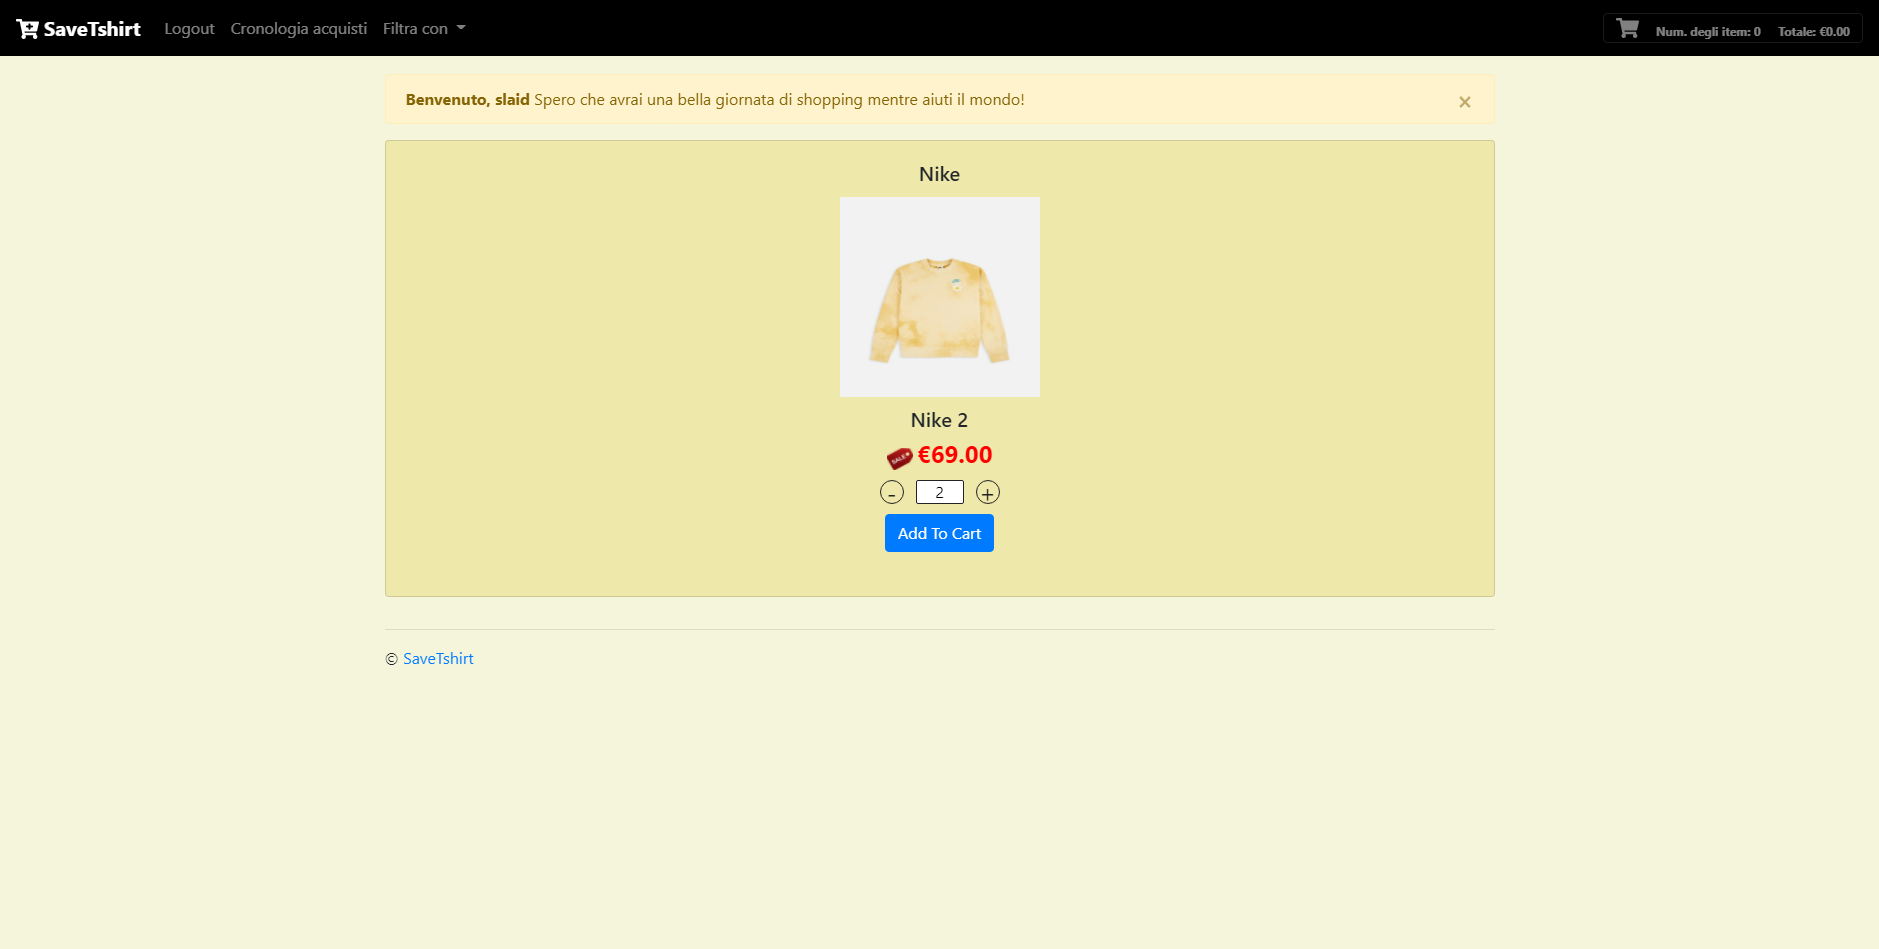 SaveTshirt Logout Cronologia acquisti Filtra con Num. degli item: 0 Totale: €0.00
Benvenuto, slaid Spero che avrai una bella giornata di shopping mentre aiuti il mondo! ×
Nike
Nike 2
SALE €69.00
- 2 +
Add To Cart
© SaveTshirt